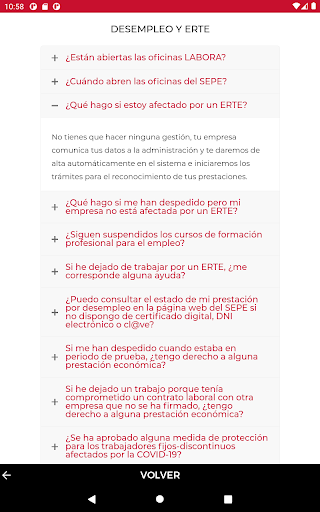 10:58
DESEMPLEO Y ERTE
+ ¿Están abiertas las oficinas LABORA?
+ ¿Cuándo abren las oficinas del SEPE?
− ¿Qué hago si estoy afectado por un ERTE?
No tienes que hacer ninguna gestión, tu empresa
comunica tus datos a la administración y te daremos de
alta automáticamente en el sistema e iniciaremos los
trámites para el reconocimiento de tus prestaciones.
+ ¿Qué hago si me han despedido pero mi
empresa no está afectada por un ERTE?
+ ¿Siguen suspendidos los cursos de formación
profesional para el empleo?
+ Si he dejado de trabajar por un ERTE, ¿me
corresponde alguna ayuda?
+ ¿Puedo consultar el estado de mi prestación
por desempleo en la página web del SEPE si
no dispongo de certificado digital, DNI
electrónico o cl@ve?
+ Si me han despedido cuando estaba en
periodo de prueba, ¿tengo derecho a alguna
prestación económica?
+ Si he dejado un trabajo porque tenía
comprometido un contrato laboral con otra
empresa que no se ha firmado, ¿tengo
derecho a alguna prestación económica?
+ ¿Se ha aprobado alguna medida de protección
para los trabajadores fijos-discontinuos
afectados por la COVID-19?
VOLVER